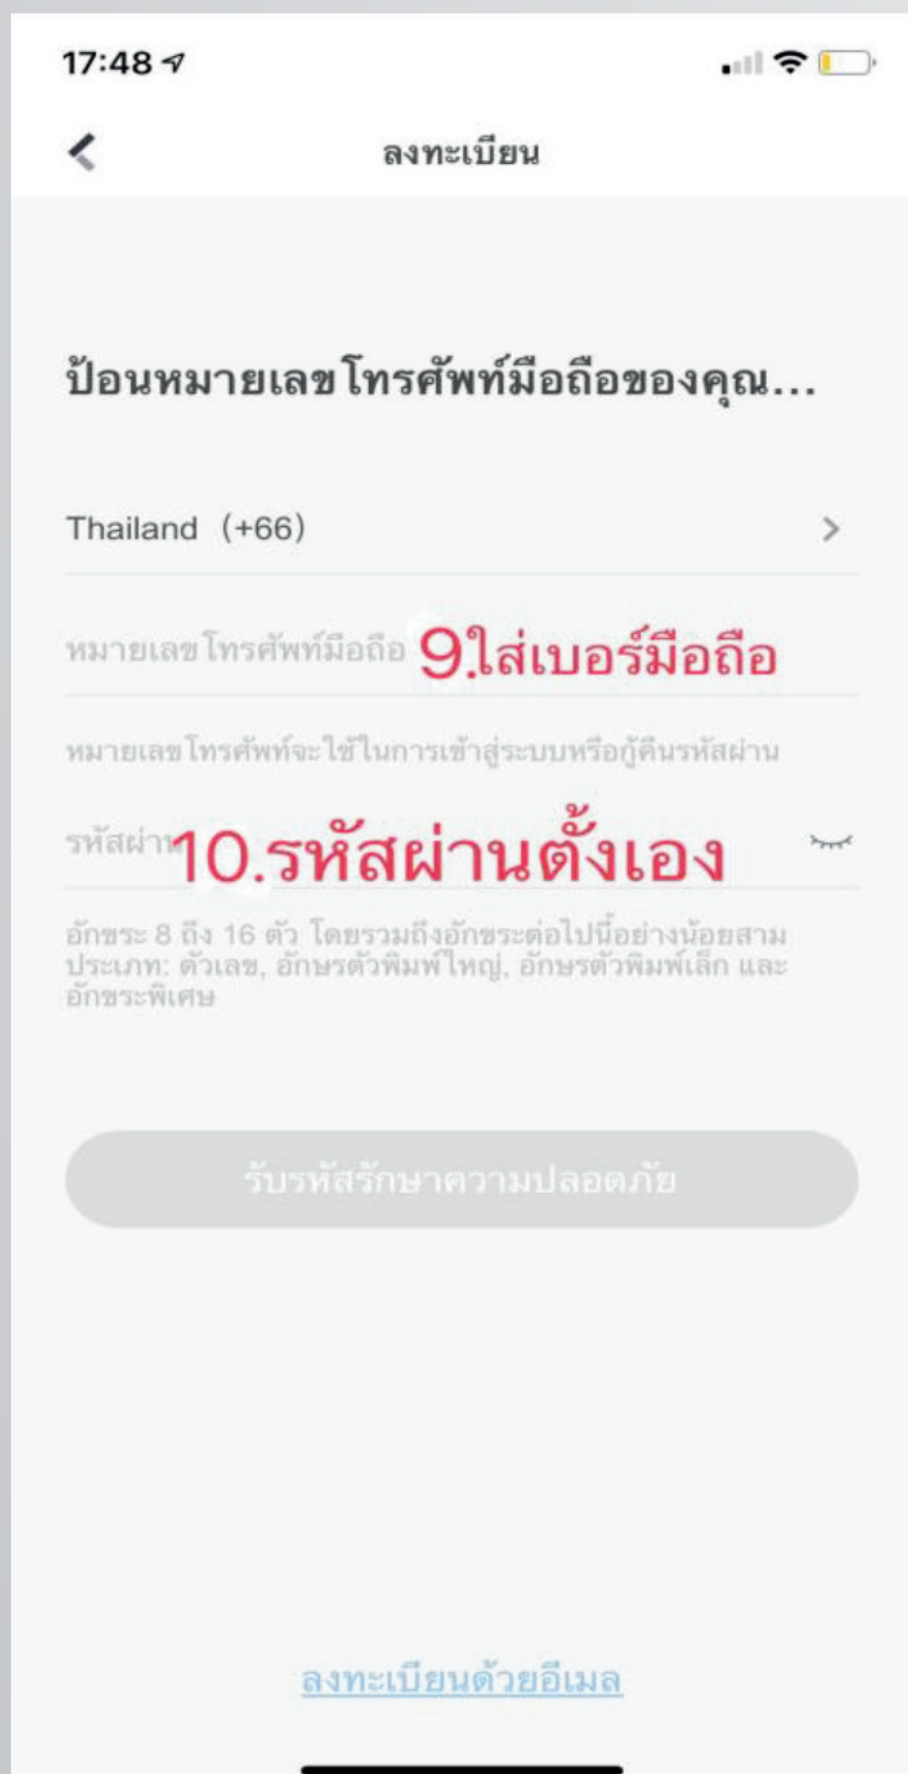 17:48
ลงทะเบียน
ป้อนหมายเลขโทรศัพท์มือถือของคุณ...
Thailand (+66)
หมายเลขโทรศัพท์มือถือ 9.ใส่เบอร์มือถือ
หมายเลขโทรศัพท์จะใช้ในการเข้าสู่ระบบหรือกู้คืนรหัสผ่าน
รหัสผ่าน 10.รหัสผ่านตั้งเอง
อักขระ 8 ถึง 16 ตัว โดยรวมถึงอักขระต่อไปนี้อย่างน้อยสาม
ประเภท: ตัวเลข, อักษรตัวพิมพ์ใหญ่, อักษรตัวพิมพ์เล็ก และ
อักขระพิเศษ
รับรหัสรักษาความปลอดภัย
ลงทะเบียนด้วยอีเมล